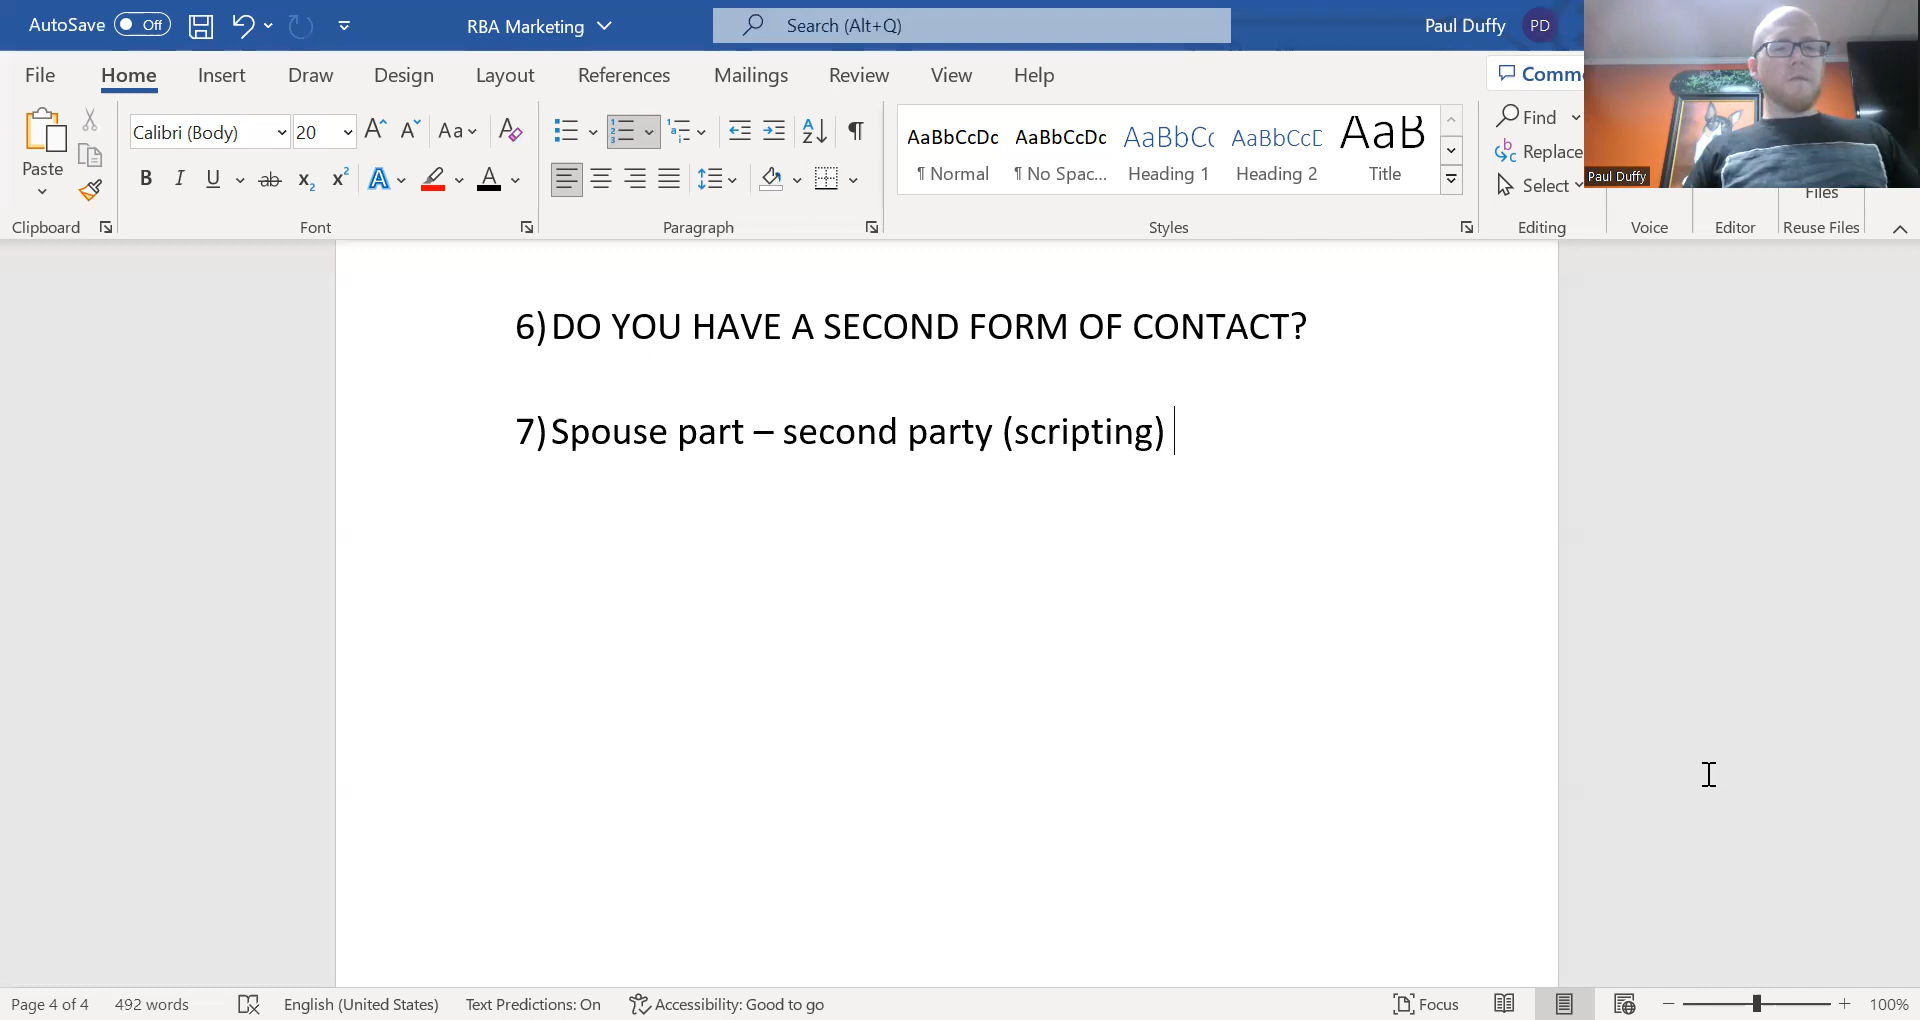 AutoSave Off RBA Marketing Search (Alt+Q) Paul Duffy PD
File Home Insert Draw Design Layout References Mailings Review View Help Comm
Paste
Calibri (Body) 20 Aa
AaBbCcDc AaBbCcDc AaBbCc AaBbCcD AaB
¶ Normal ¶ No Spac... Heading 1 Heading 2 Title
Find
Replace
Select
Files
Paul Duffy
Clipboard Font Paragraph Styles Editing Voice Editor Reuse Files
6) DO YOU HAVE A SECOND FORM OF CONTACT?
7) Spouse part – second party (scripting)
Page 4 of 4 492 words English (United States) Text Predictions: On Accessibility: Good to go Focus 100%